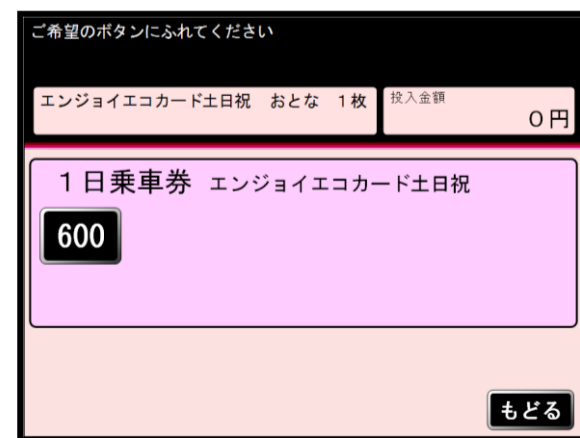 ご希望のボタンにふれてください
エンジョイエコカード土日祝　おとな　1枚
投入金額
0円
1日乗車券　エンジョイエコカード土日祝
600
もどる